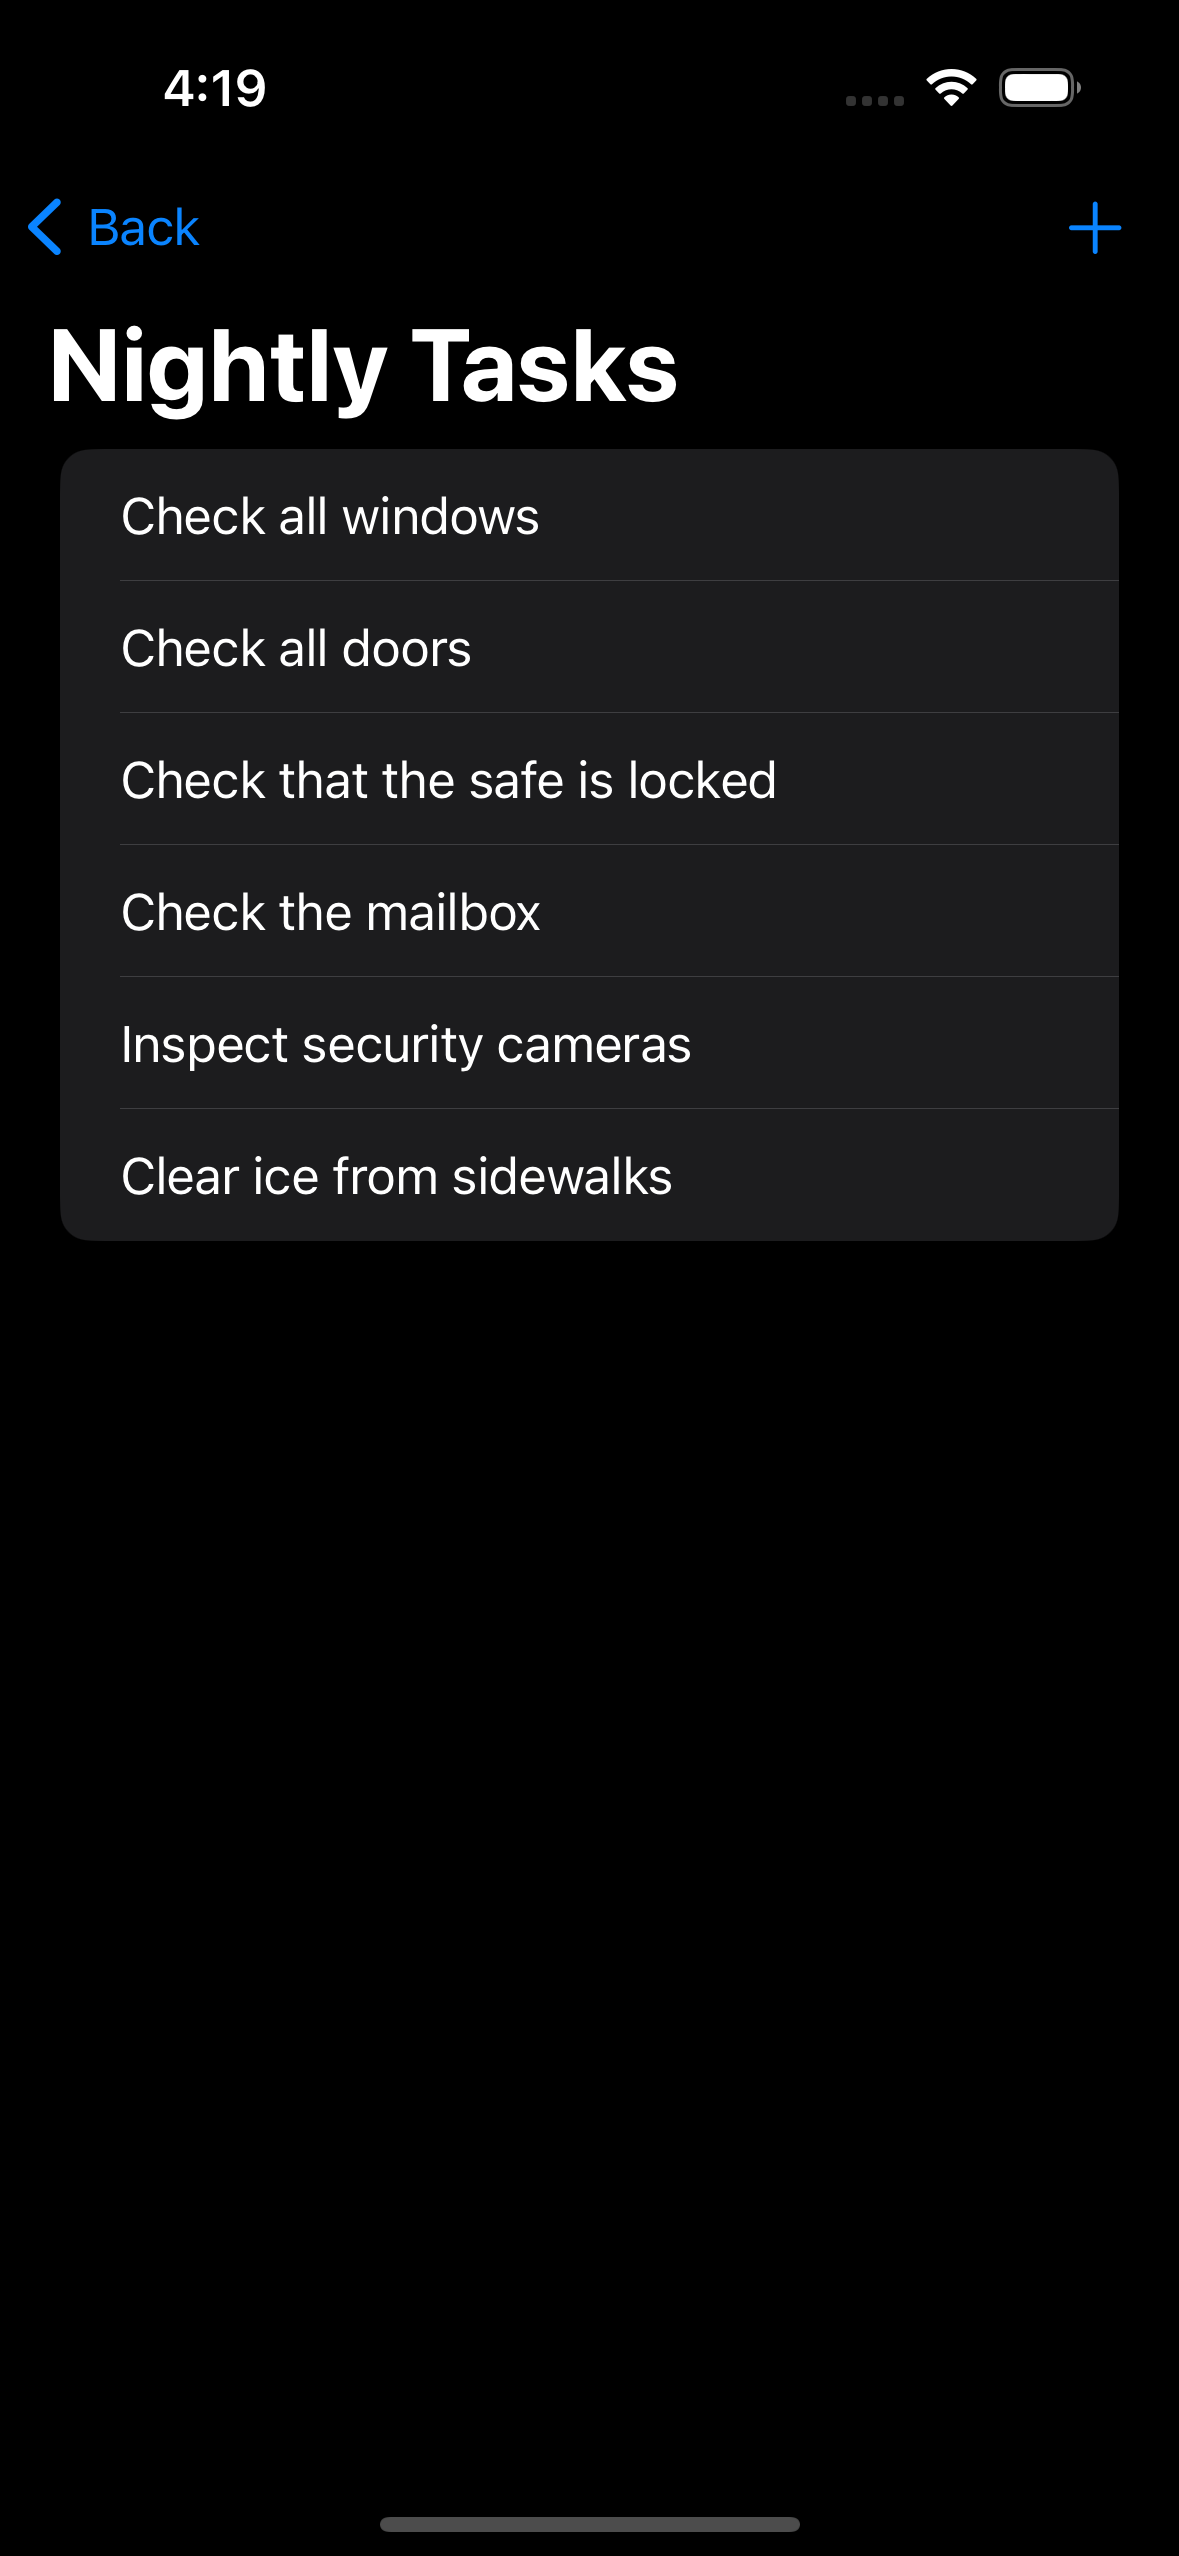 4:19
Back
Nightly Tasks
Check all windows
Check all doors
Check that the safe is locked
Check the mailbox
Inspect security cameras
Clear ice from sidewalks